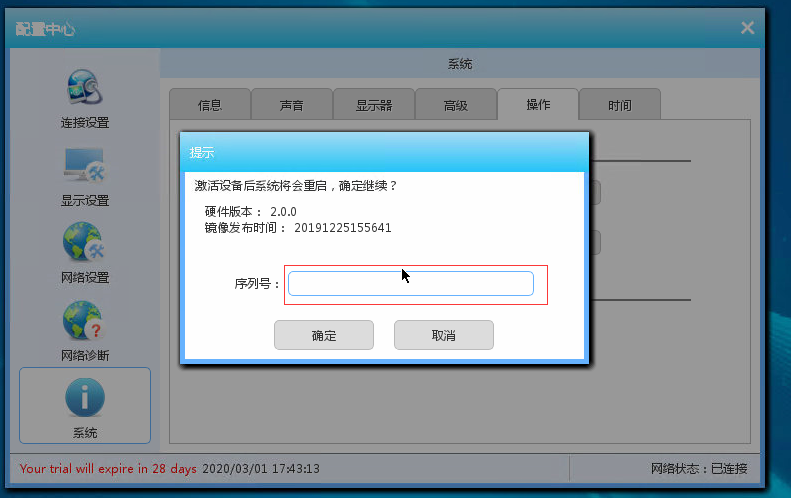 配置中心
系统
连接设置
显示设置
网络设置
网络诊断
系统
信息 声音 显示器 高级 操作 时间
提示
激活设备后系统将会重启，确定继续？
硬件版本： 2.0.0
镜像发布时间： 20191225155641
序列号：
确定 取消
Your trial will expire in 28 days 2020/03/01 17:43:13 网络状态：已连接